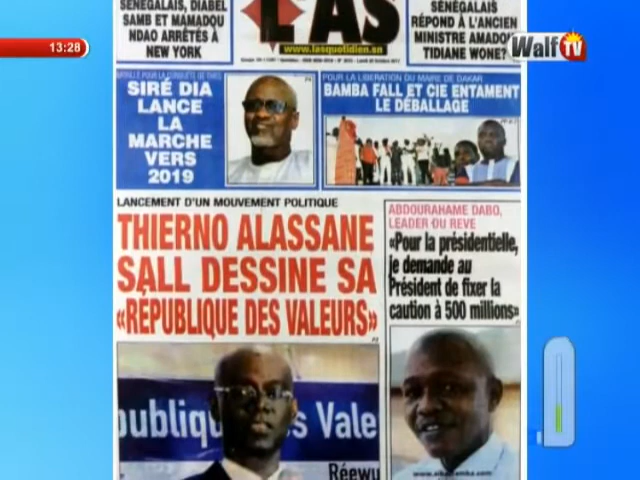 13:28
SÉNÉGALAIS, DIABEL
SAMB ET MAMADOU
NDAO ARRÊTÉS À
NEW YORK
L'AS
www.lasquotidien.sn
SÉNÉGALAIS
RÉPOND À L'ANCIEN
MINISTRE AMADOU
TIDIANE WONE?
Walf TV
SIRÉ DIA
LANCE
LA
MARCHE
VERS
2019
POUR LA LIBERATION DU MAIRE DE DAKAR
BAMBA FALL ET CIE ENTAMENT
LE DÉBALLAGE
LANCEMENT D'UN MOUVEMENT POLITIQUE
THIERNO ALASSANE
SALL DESSINE SA
«RÉPUBLIQUE DES VALEURS»
ABDOURAHAME DABO,
LEADER DU REVE
«Pour la présidentielle,
je demande au
Président de fixer la
caution à 500 millions»
publiqu s Vale
Réewu